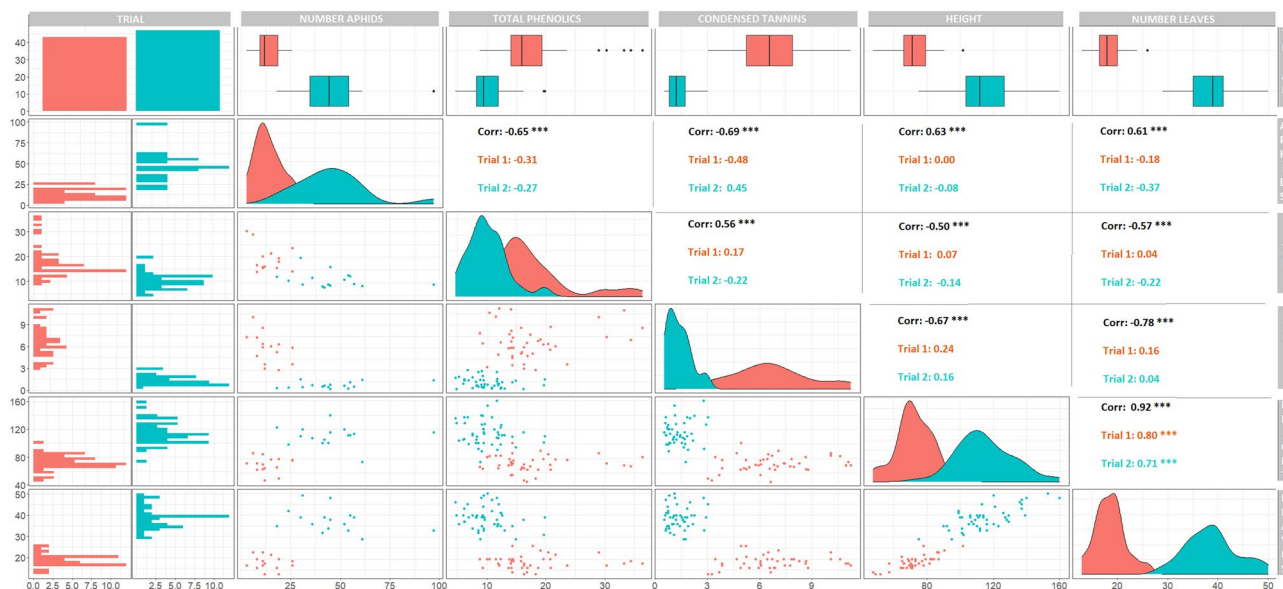 TRIAL NUMBER APHIDS TOTAL PHENOLICS CONDENSED TANNINS HEIGHT NUMBER LEAVES
40
30
20
10
0
100
75
50
25
0
Corr: -0.65 *** Corr: -0.69 *** Corr: 0.63 *** Corr: 0.61 ***
Trial 1: -0.31 Trial 1: -0.48 Trial 1: 0.00 Trial 1: -0.18
Trial 2: -0.27 Trial 2: 0.45 Trial 2: -0.08 Trial 2: -0.37
30
20
10
Corr: 0.56 *** Corr: -0.50 *** Corr: -0.57 ***
Trial 1: 0.17 Trial 1: 0.07 Trial 1: 0.04
Trial 2: -0.22 Trial 2: -0.14 Trial 2: -0.22
9
6
3
0
Corr: -0.67 *** Corr: -0.78 ***
Trial 1: 0.24 Trial 1: 0.16
Trial 2: 0.16 Trial 2: 0.04
160
120
80
40
Corr: 0.92 ***
Trial 1: 0.80 ***
Trial 2: 0.71 ***
50
40
30
20
0.0 2.5 5.0 7.5 10.0 0.0 2.5 5.0 7.5 10.0 25 50 75 100 10 20 30 0 3 6 9 80 120 160 20 30 40 50